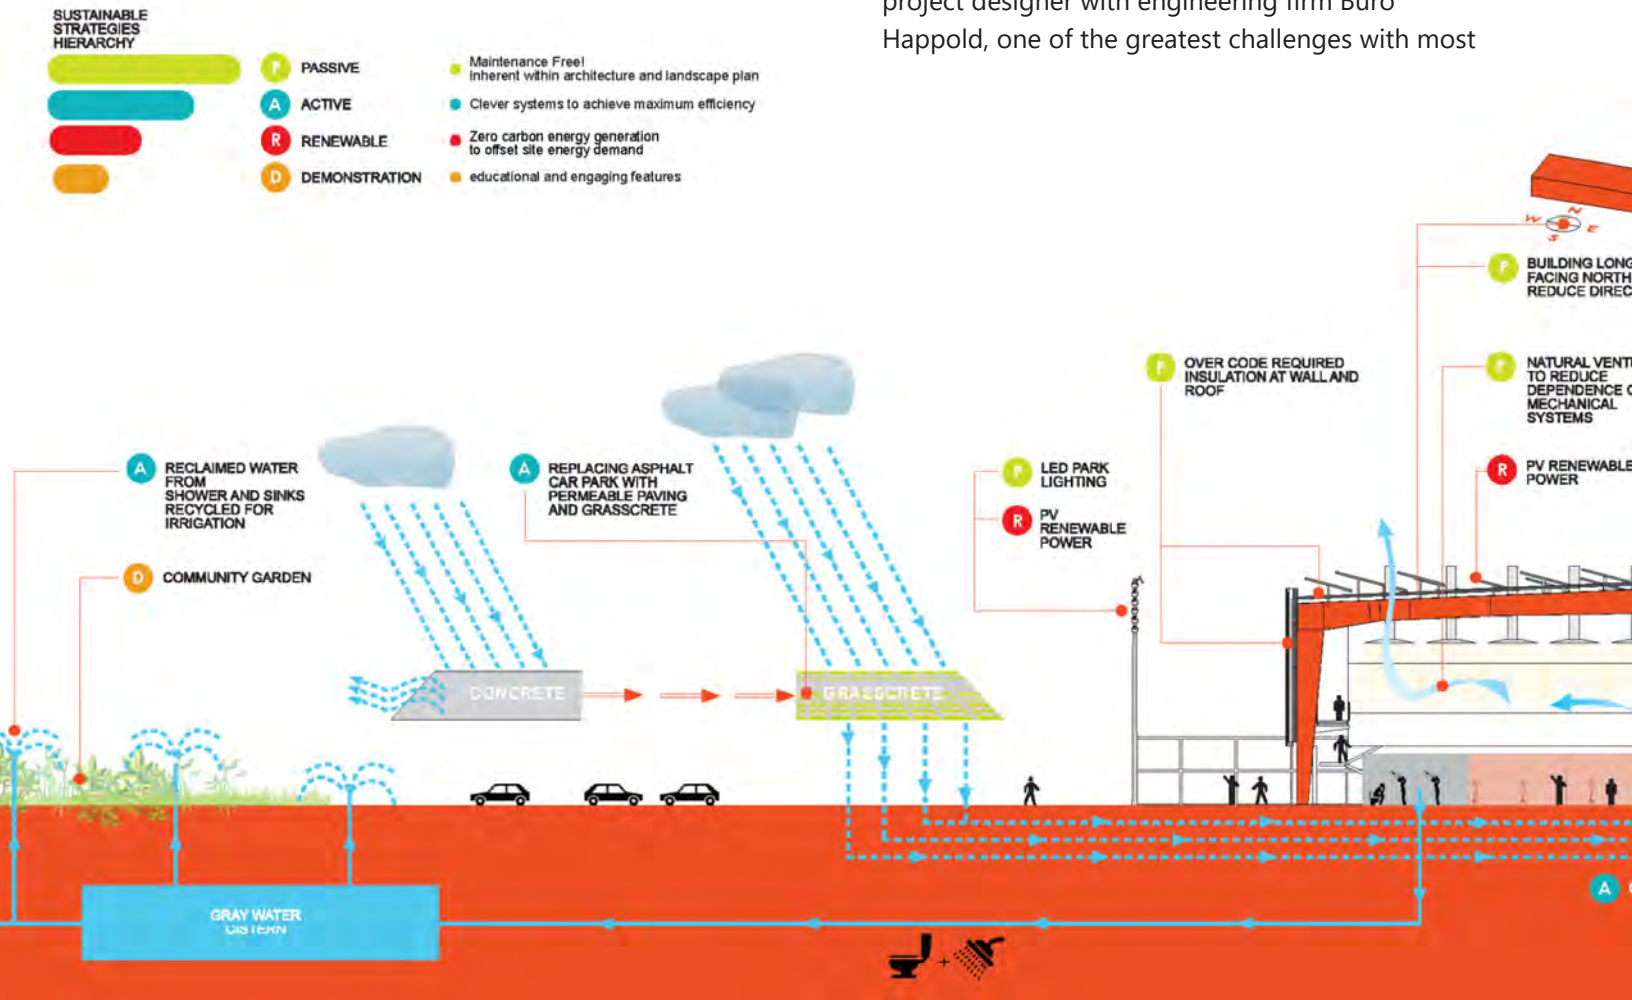 project designer with engineering firm Buro
Happold, one of the greatest challenges with most
SUSTAINABLE
STRATEGIES
HIERARCHY
P PASSIVE
Maintenance Free!
Inherent within architecture and landscape plan
A ACTIVE
Clever systems to achieve maximum efficiency
R RENEWABLE
Zero carbon energy generation
to offset site energy demand
D DEMONSTRATION
educational and engaging features
N
W
E
S
P BUILDING LONG
FACING NORTH
REDUCE DIREC
P OVER CODE REQUIRED
INSULATION AT WALL AND
ROOF
P NATURAL VENT
TO REDUCE
DEPENDENCE
MECHANICAL
SYSTEMS
A RECLAIMED WATER
FROM
SHOWER AND SINKS
RECYCLED FOR
IRRIGATION
A REPLACING ASPHALT
CAR PARK WITH
PERMEABLE PAVING
AND GRASSCRETE
P LED PARK
LIGHTING
R PV
RENEWABLE
POWER
R PV RENEWABLE
POWER
D COMMUNITY GARDEN
CONCRETE
GRASSCRETE
A
GRAY WATER
CISTERN
+